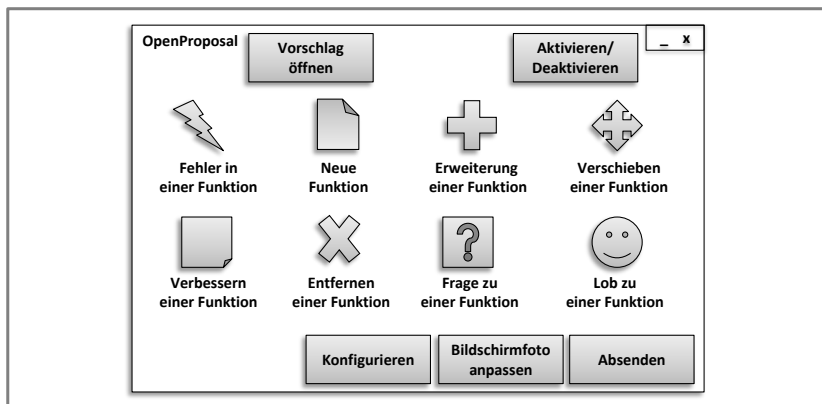 OpenProposal
Vorschlag
öffnen
Aktivieren/
Deaktivieren
_ x
Fehler in
einer Funktion
Neue
Funktion
Erweiterung
einer Funktion
Verschieben
einer Funktion
?
Verbessern
einer Funktion
Entfernen
einer Funktion
Frage zu
einer Funktion
Lob zu
einer Funktion
Konfigurieren
Bildschirmfoto
anpassen
Absenden